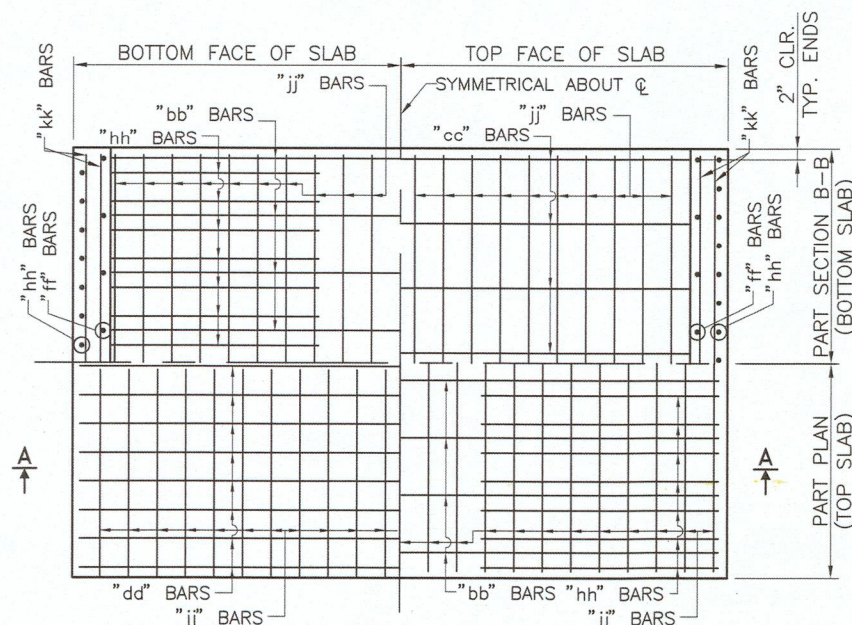 BOTTOM FACE OF SLAB
TOP FACE OF SLAB
"jj" BARS
SYMMETRICAL ABOUT ℄
"bb" BARS
"jj" BARS
"hh" BARS
"cc" BARS
"kk" BARS
"kk" BARS
2" CLR.
TYP. ENDS
"hh" BARS
"ff" BARS
"ff" BARS
"hh" BARS
PART SECTION B-B
(BOTTOM SLAB)
A
A
PART PLAN
(TOP SLAB)
"dd" BARS
"bb" BARS
"hh" BARS
"jj" BARS
"jj" BARS